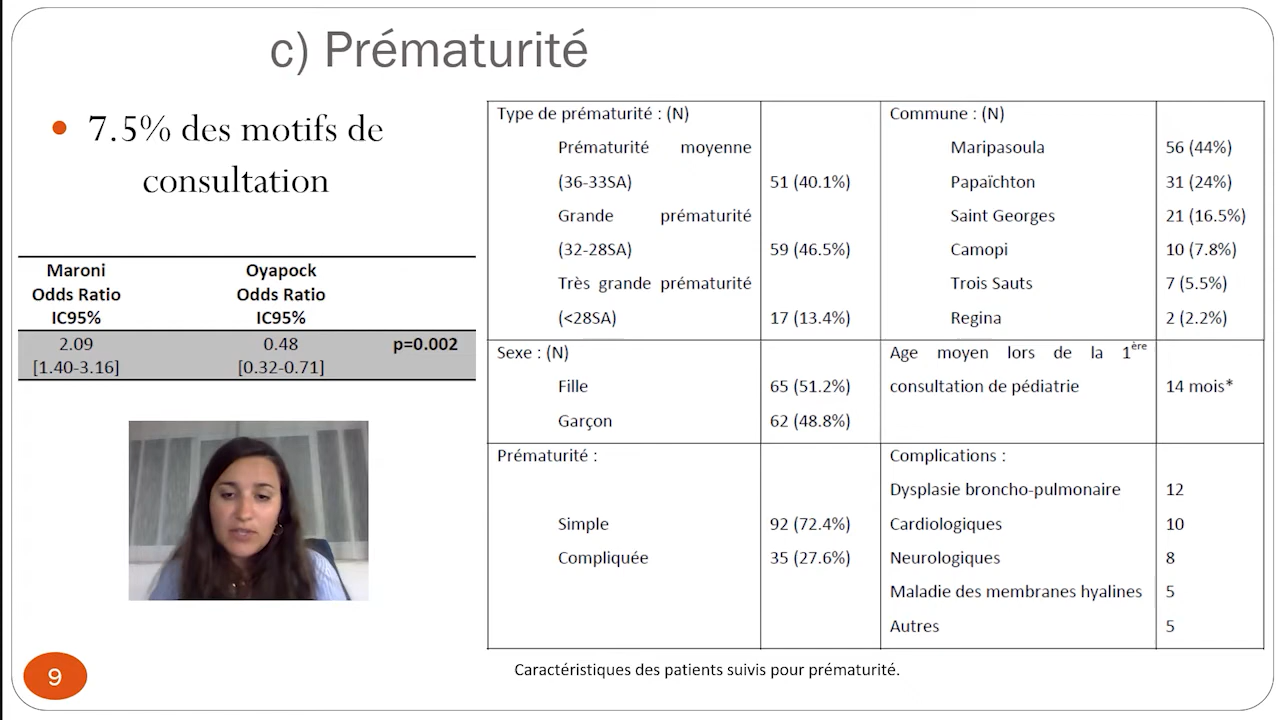 c) Prématurité
• 7.5% des motifs de
consultation
Maroni
Odds Ratio
IC95%
Oyapock
Odds Ratio
IC95%
2.09
[1.40-3.16]
0.48
[0.32-0.71]
p=0.002
Type de prématurité : (N)
Prématurité moyenne
(36-33SA) 51 (40.1%)
Grande prématurité
(32-28SA) 59 (46.5%)
Très grande prématurité
(<28SA) 17 (13.4%)
Commune : (N)
Maripasoula 56 (44%)
Papaïchton 31 (24%)
Saint Georges 21 (16.5%)
Camopi 10 (7.8%)
Trois Sauts 7 (5.5%)
Regina 2 (2.2%)
Sexe : (N)
Fille 65 (51.2%)
Garçon 62 (48.8%)
Age moyen lors de la 1ère
consultation de pédiatrie 14 mois*
Prématurité :
Simple 92 (72.4%)
Compliquée 35 (27.6%)
Complications :
Dysplasie broncho-pulmonaire 12
Cardiologiques 10
Neurologiques 8
Maladie des membranes hyalines 5
Autres 5
Caractéristiques des patients suivis pour prématurité.
9